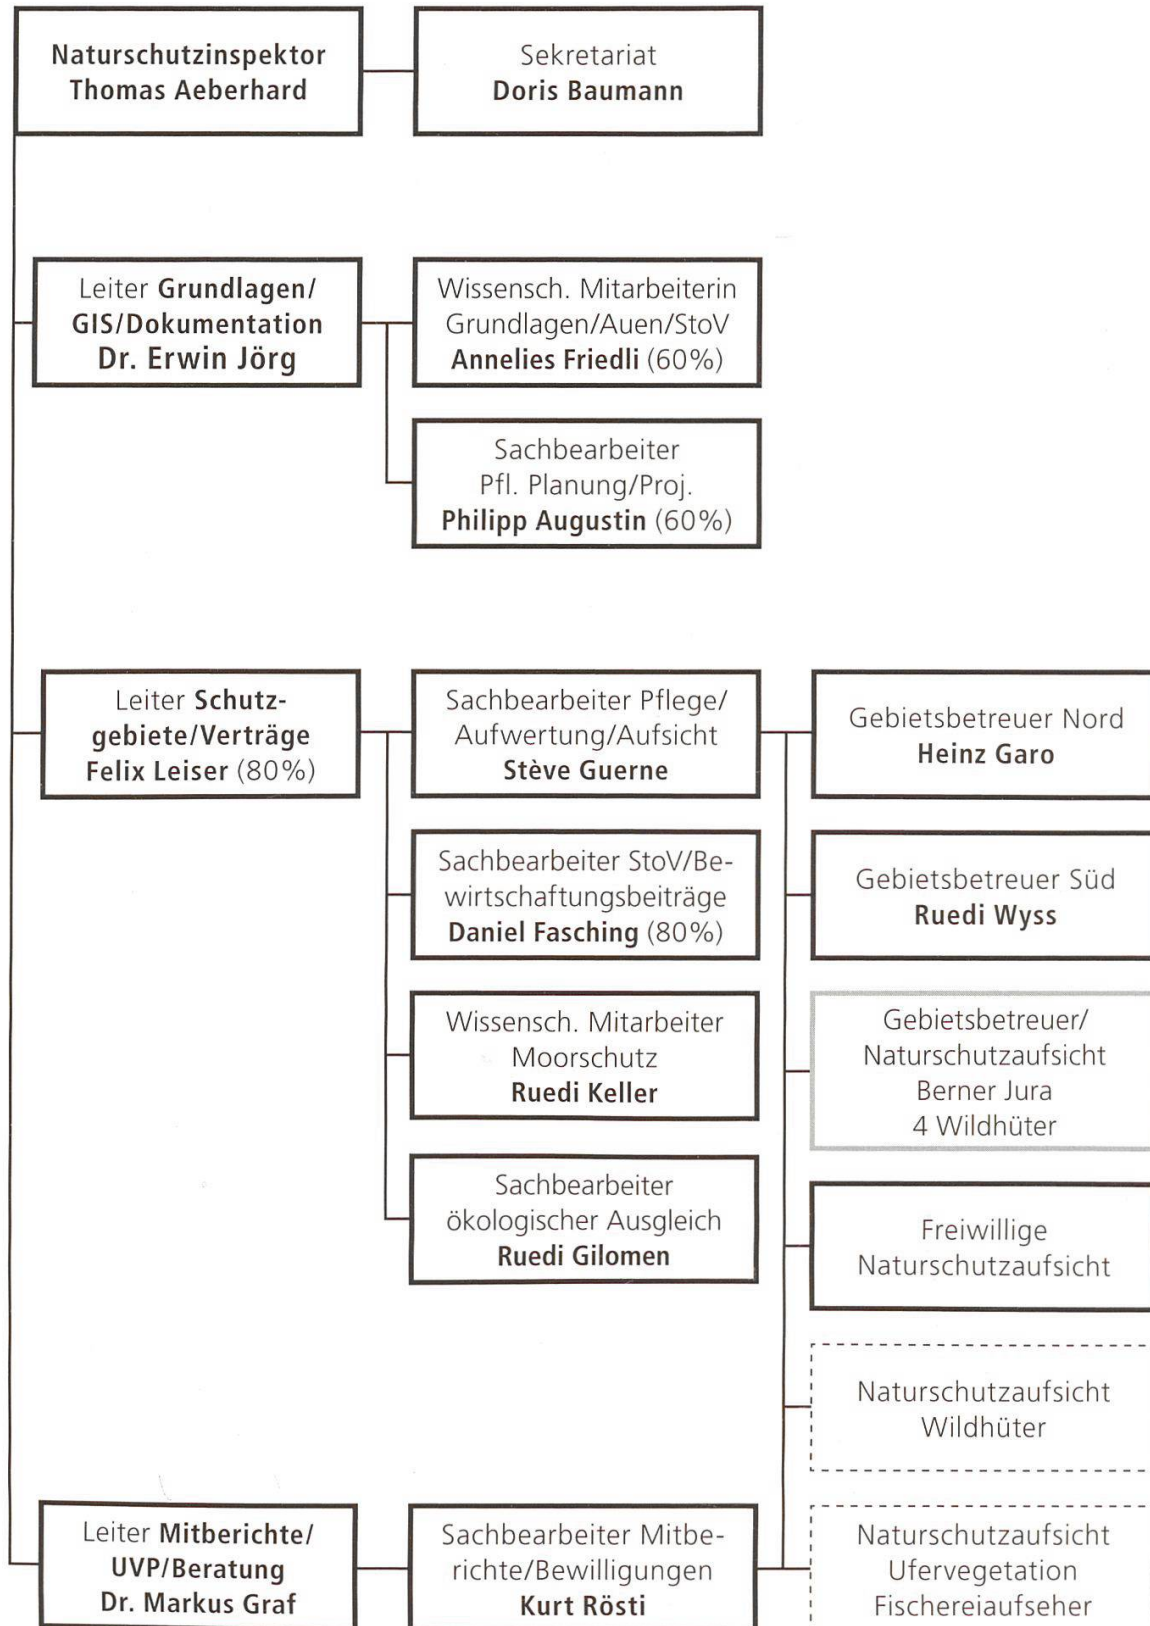 Naturschutzinspektor
Thomas Aeberhard
Sekretariat
Doris Baumann
Leiter Grundlagen/
GIS/Dokumentation
Dr. Erwin Jörg
Wissensch. Mitarbeiterin
Grundlagen/Auen/StoV
Annelies Friedli (60%)
Sachbearbeiter
Pfl. Planung/Proj.
Philipp Augustin (60%)
Leiter Schutz-
gebiete/Verträge
Felix Leiser (80%)
Sachbearbeiter Pflege/
Aufwertung/Aufsicht
Stève Guerne
Gebietsbetreuer Nord
Heinz Garo
Sachbearbeiter StoV/Be-
wirtschaftungsbeiträge
Daniel Fasching (80%)
Gebietsbetreuer Süd
Ruedi Wyss
Wissensch. Mitarbeiter
Moorschutz
Ruedi Keller
Gebietsbetreuer/
Naturschutzaufsicht
Berner Jura
4 Wildhüter
Sachbearbeiter
ökologischer Ausgleich
Ruedi Gilomen
Freiwillige
Naturschutzaufsicht
Naturschutzaufsicht
Wildhüter
Leiter Mitberichte/
UVP/Beratung
Dr. Markus Graf
Sachbearbeiter Mitbe-
richte/Bewilligungen
Kurt Rösti
Naturschutzaufsicht
Ufervegetation
Fischereiaufseher